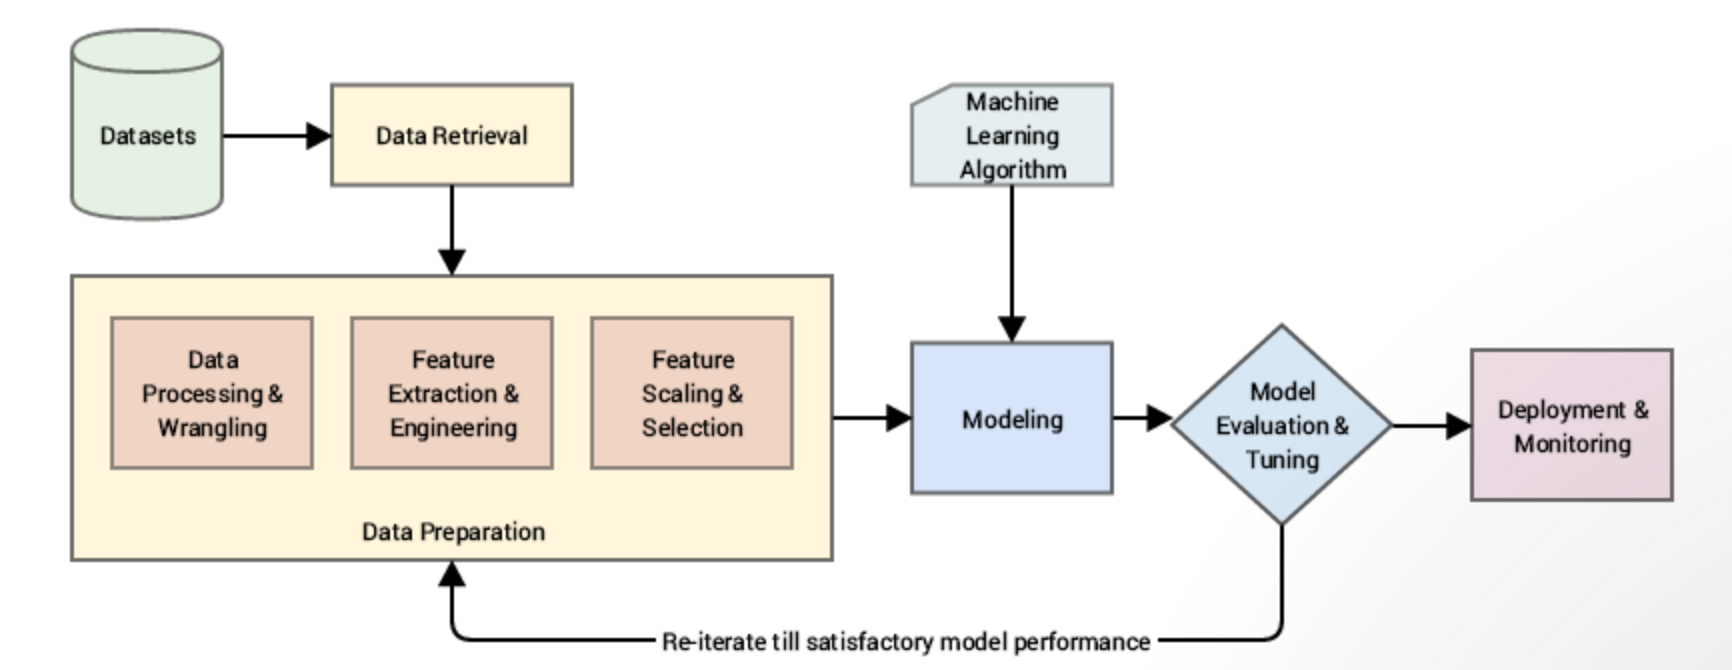 Datasets
Data Retrieval
Machine
Learning
Algorithm
Data
Processing &
Wrangling
Feature
Extraction &
Engineering
Feature
Scaling &
Selection
Data Preparation
Modeling
Model
Evaluation &
Tuning
Deployment &
Monitoring
Re-iterate till satisfactory model performance